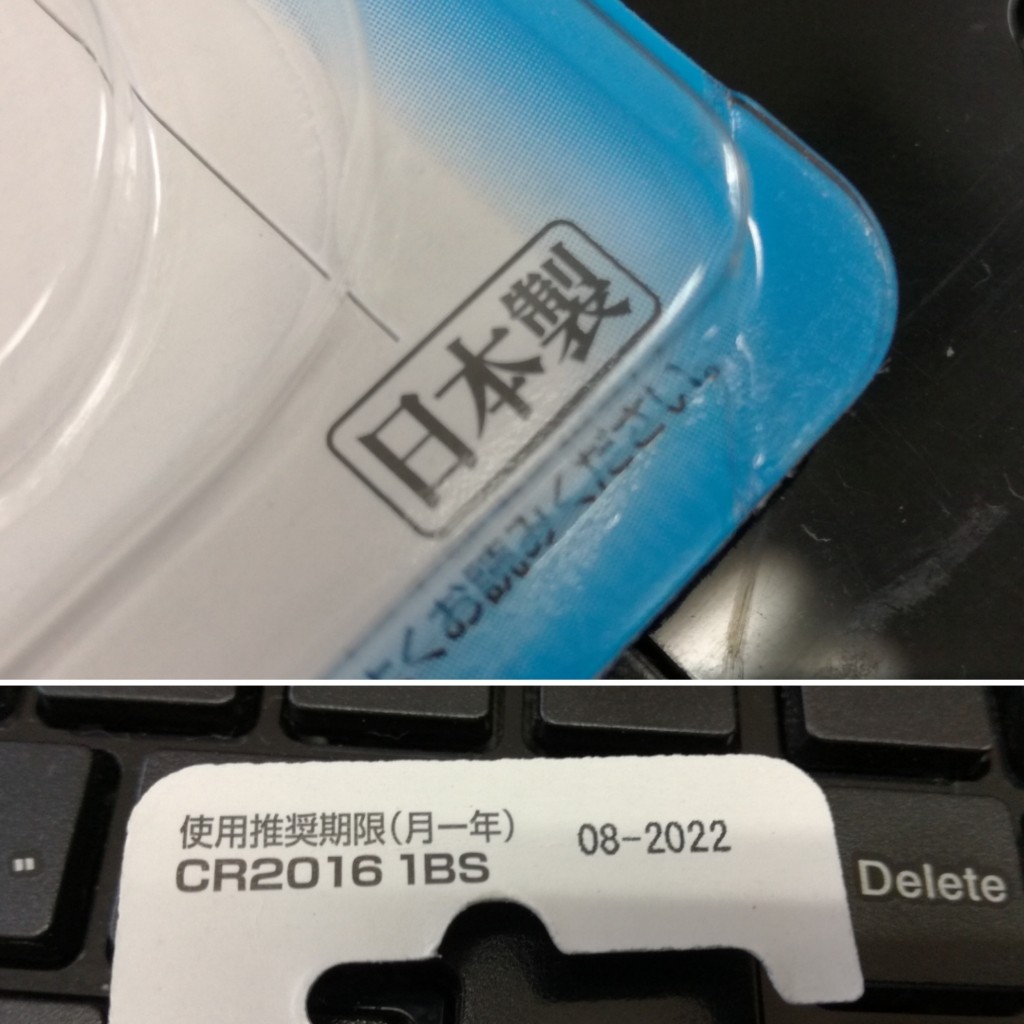 日本製
くお読みください。
使用推奨期限(月ー年)
08-2022
CR2016 1BS
"
Delete